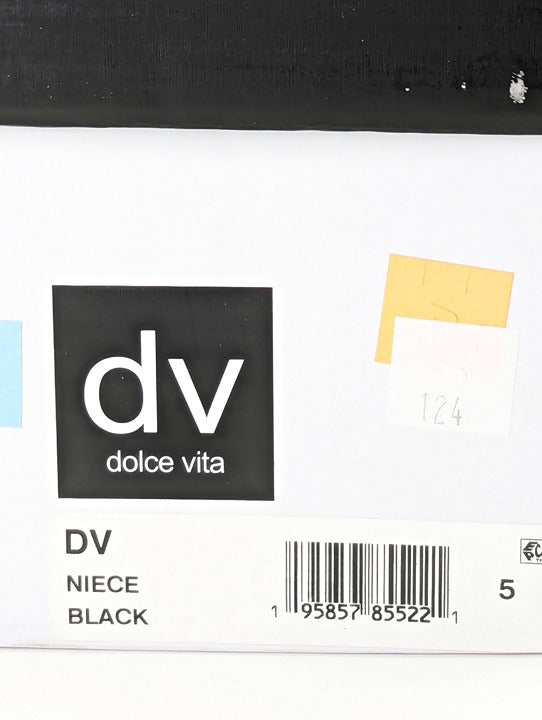 124
dv
dolce vita
DV
NIECE
BLACK
1 95857 85522 1
5